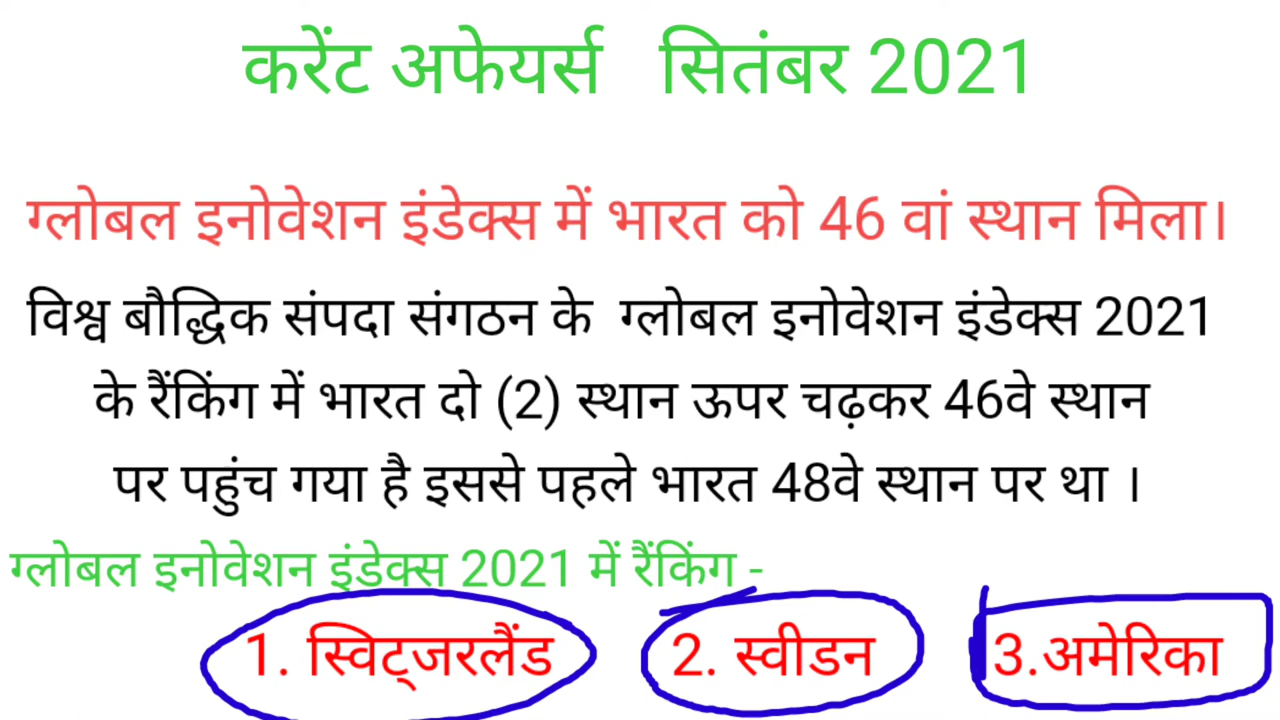 करेंट अफेयर्स सितंबर 2021
ग्लोबल इनोवेशन इंडेक्स में भारत को 46 वां स्थान मिला।
विश्व बौद्धिक संपदा संगठन के ग्लोबल इनोवेशन इंडेक्स 2021
के रैंकिंग में भारत दो (2) स्थान ऊपर चढ़कर 46वे स्थान
पर पहुंच गया है इससे पहले भारत 48वे स्थान पर था ।
ग्लोबल इनोवेशन इंडेक्स 2021 में रैंकिंग -
1. स्विट्जरलैंड 2. स्वीडन 3.अमेरिका